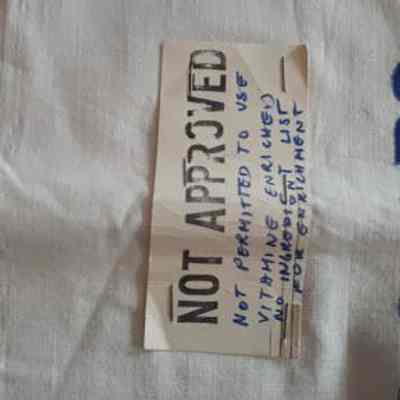 NOT APPROVED
NOT PERMITTED TO USE
VITAMINE ENRICHED
NO INGREDIENT LIST
FOR ENRICHMENT